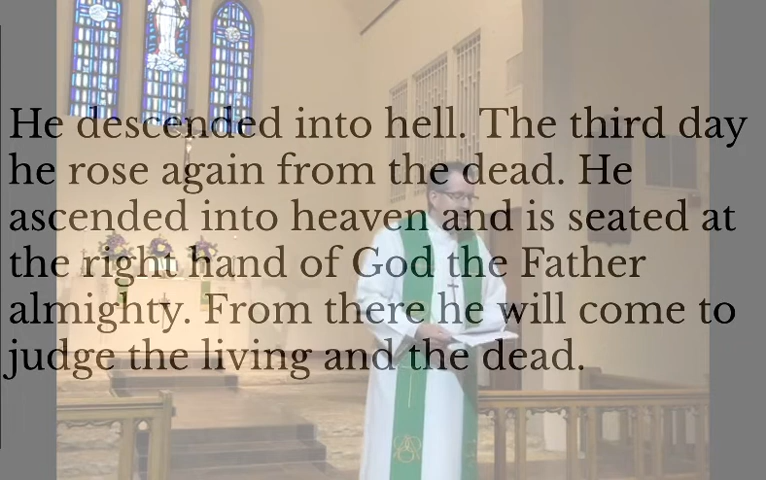 He descended into hell. The third day
he rose again from the dead. He
ascended into heaven and is seated at
the right hand of God the Father
almighty. From there he will come to
judge the living and the dead.